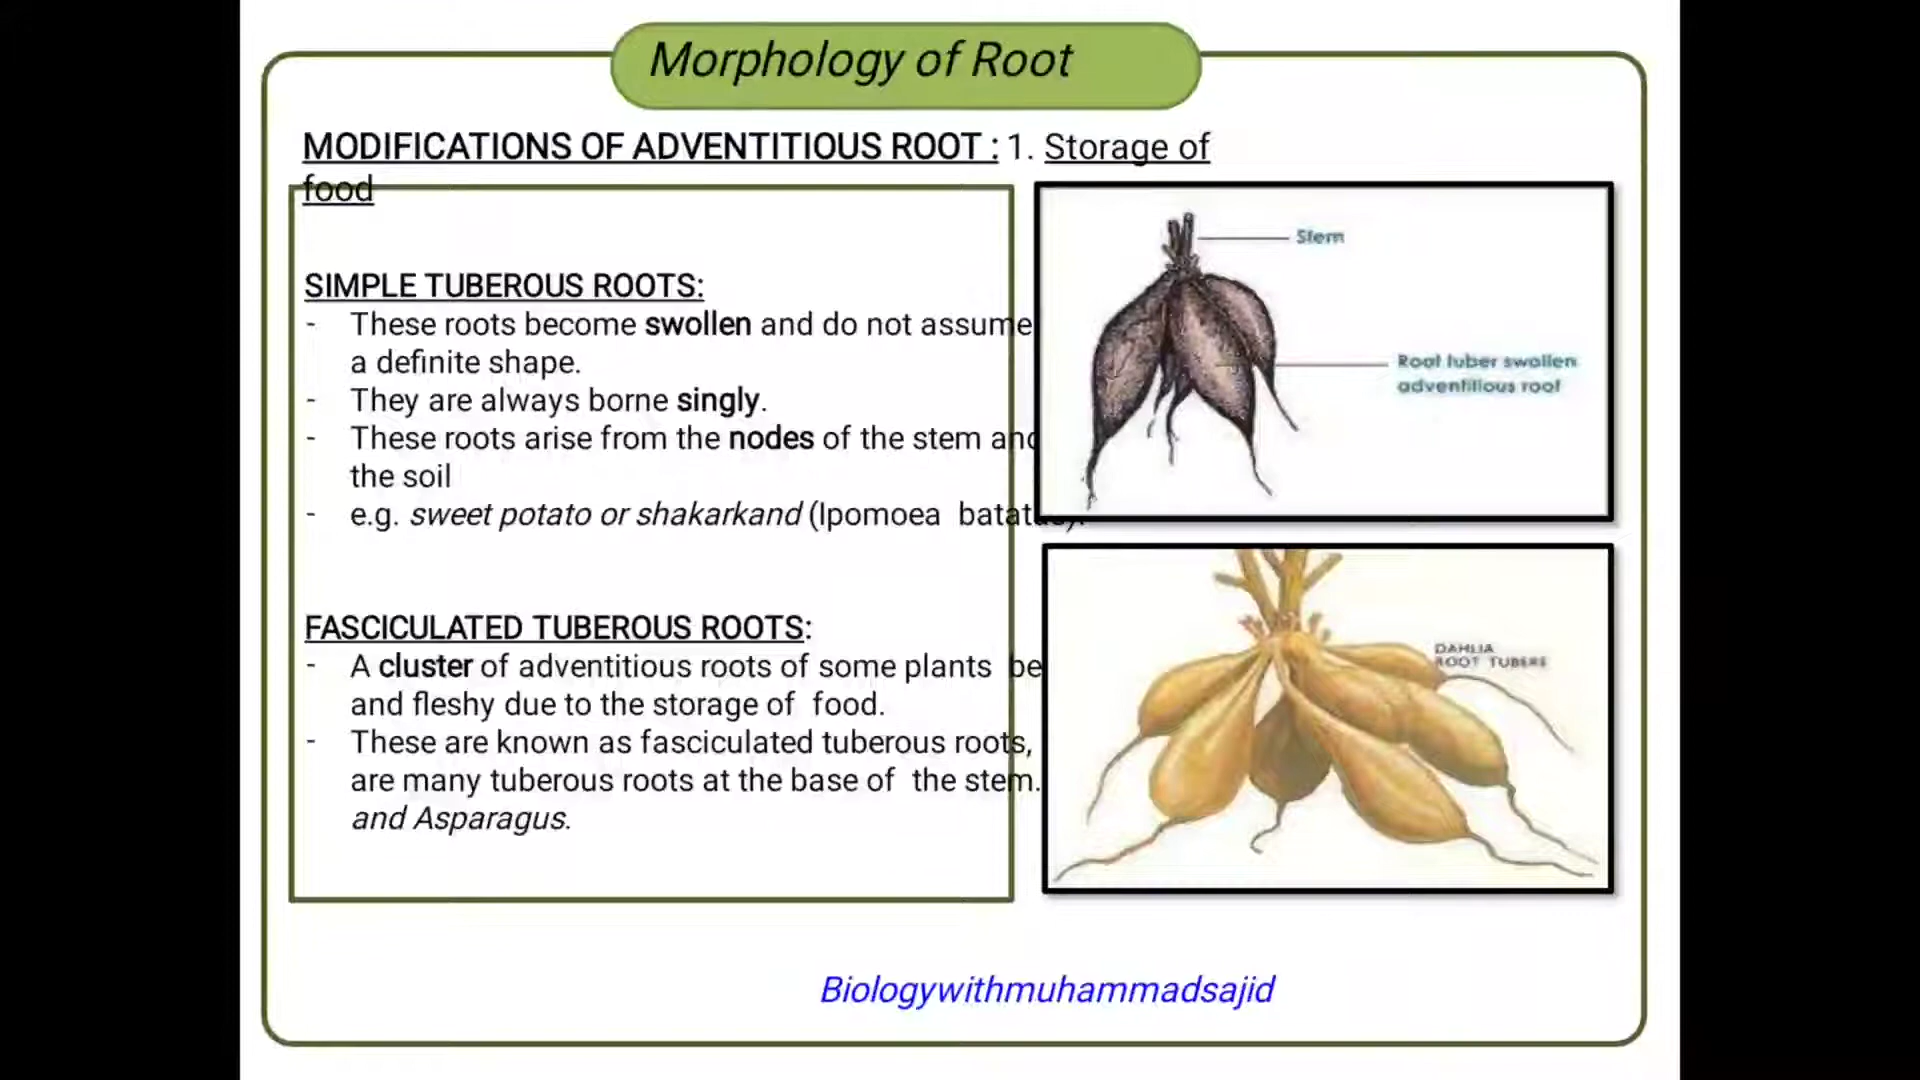 Morphology of Root
MODIFICATIONS OF ADVENTITIOUS ROOT : 1. Storage of
food
SIMPLE TUBEROUS ROOTS:
- These roots become swollen and do not assume
a definite shape.
- They are always borne singly.
- These roots arise from the nodes of the stem and
the soil
- e.g. sweet potato or shakarkand (Ipomoea batatas).
FASCICULATED TUBEROUS ROOTS:
- A cluster of adventitious roots of some plants be
and fleshy due to the storage of food.
- These are known as fasciculated tuberous roots,
are many tuberous roots at the base of the stem.
and Asparagus.
Stem
Root tuber swollen
adventitious root
DAHLIA
ROOT TUBERS
Biologywithmuhammadsajid